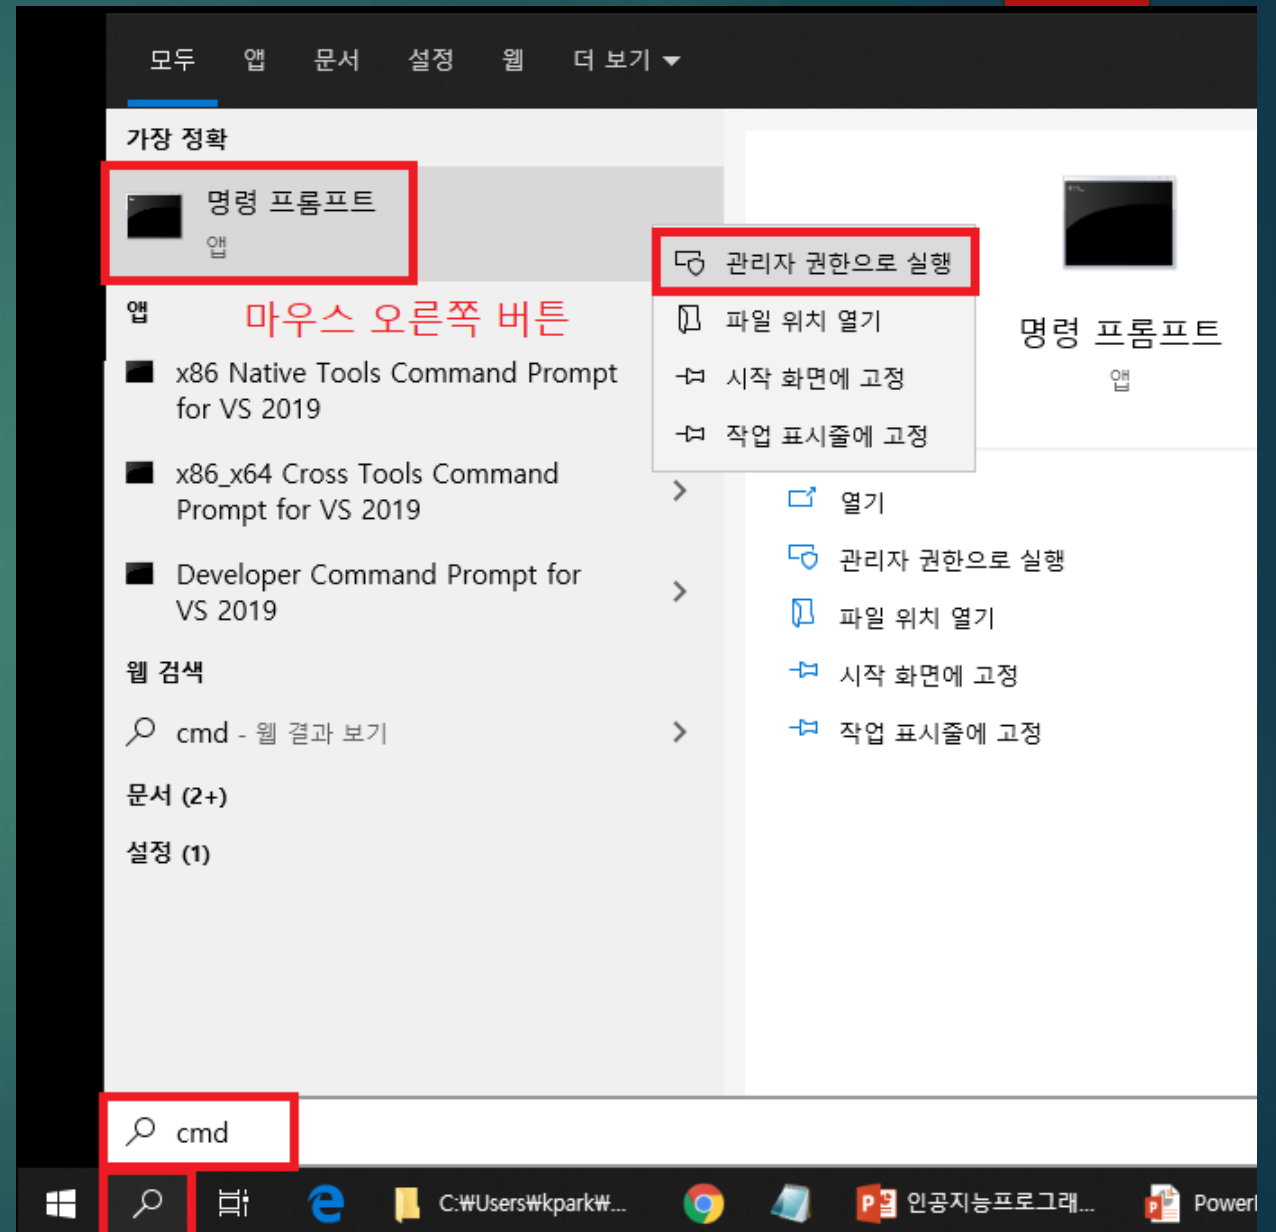 모두 앱 문서 설정 웹 더 보기
가장 정확
명령 프롬프트
앱
앱
마우스 오른쪽 버튼
x86 Native Tools Command Prompt
for VS 2019
x86_x64 Cross Tools Command
Prompt for VS 2019
Developer Command Prompt for
VS 2019
웹 검색
cmd - 웹 결과 보기
문서 (2+)
설정 (1)
관리자 권한으로 실행
파일 위치 열기
시작 화면에 고정
작업 표시줄에 고정
명령 프롬프트
앱
열기
관리자 권한으로 실행
파일 위치 열기
시작 화면에 고정
작업 표시줄에 고정
cmd
C:₩Users₩kpark₩... 인공지능프로그래... Power